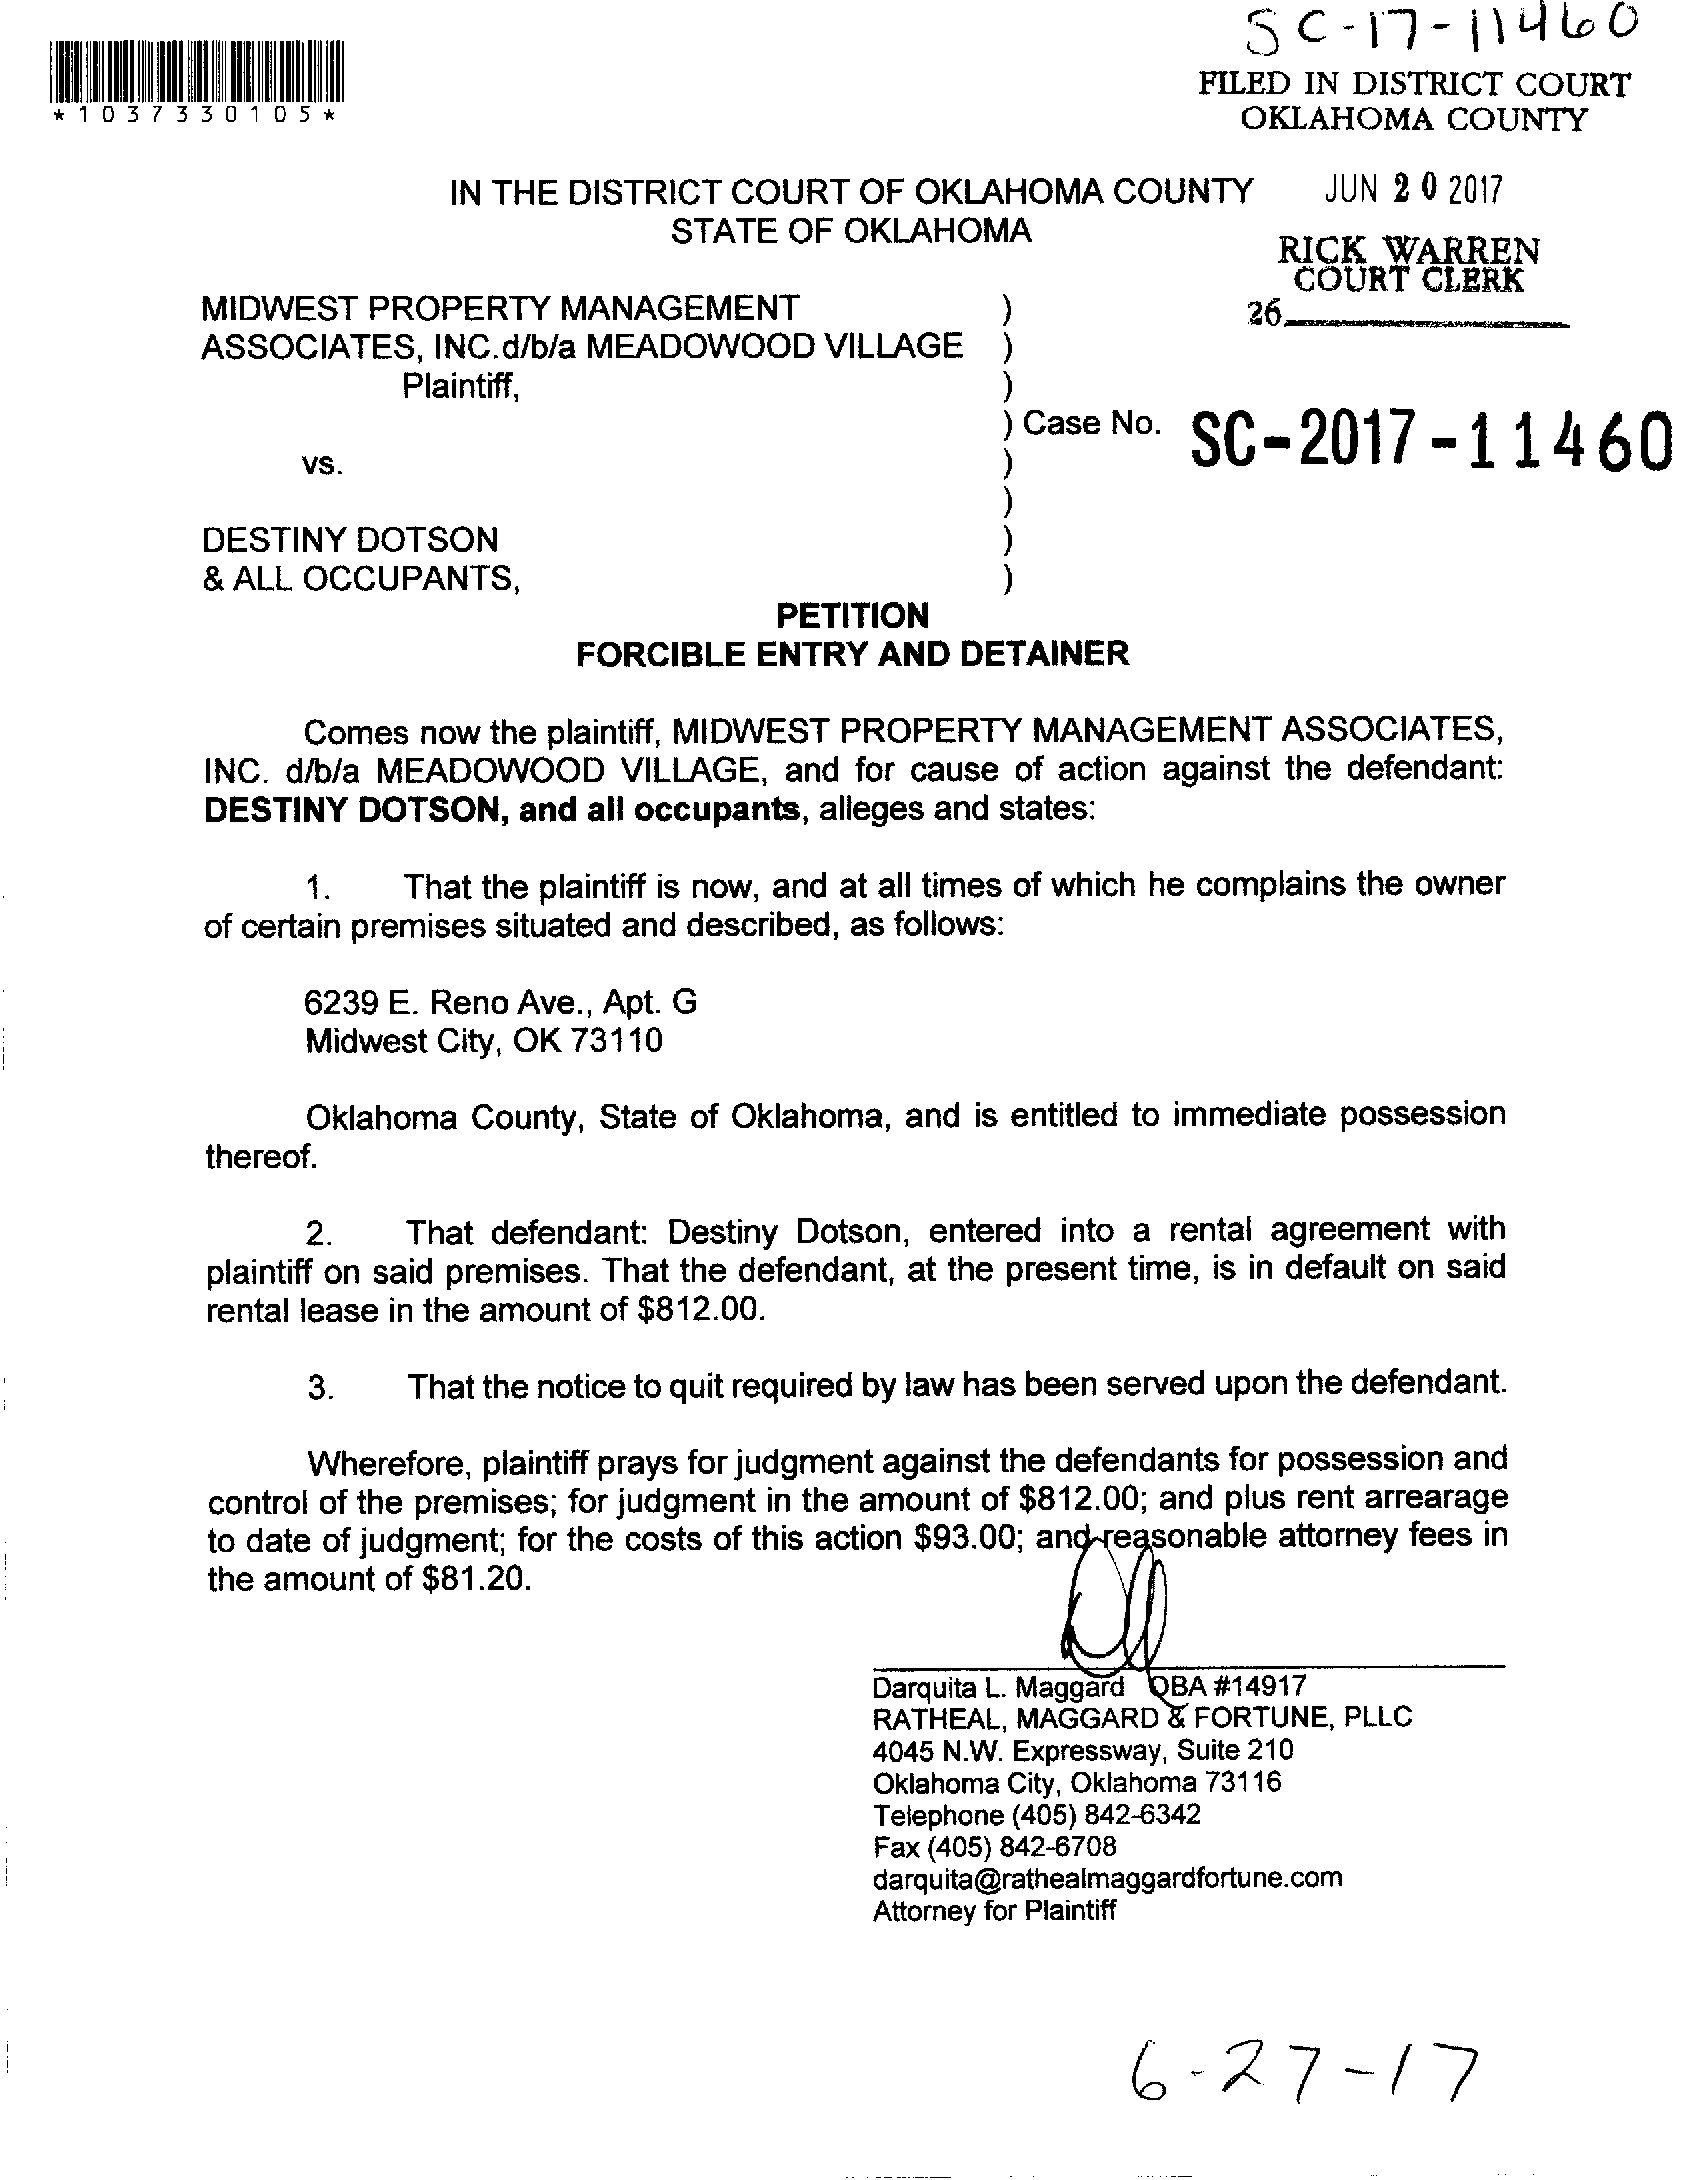 SC-17-11460
FILED IN DISTRICT COURT
OKLAHOMA COUNTY
*1037330105*
IN THE DISTRICT COURT OF OKLAHOMA COUNTY
STATE OF OKLAHOMA
JUN 20 2017
RICK WARREN
COURT CLERK
26
MIDWEST PROPERTY MANAGEMENT )
ASSOCIATES, INC.d/b/a MEADOWOOD VILLAGE )
Plaintiff, )
) Case No. SC-2017-11460
vs. )
)
DESTINY DOTSON )
& ALL OCCUPANTS, )
PETITION
FORCIBLE ENTRY AND DETAINER
Comes now the plaintiff, MIDWEST PROPERTY MANAGEMENT ASSOCIATES,
INC. d/b/a MEADOWOOD VILLAGE, and for cause of action against the defendant:
DESTINY DOTSON, and all occupants, alleges and states:
1. That the plaintiff is now, and at all times of which he complains the owner
of certain premises situated and described, as follows:
6239 E. Reno Ave., Apt. G
Midwest City, OK 73110
Oklahoma County, State of Oklahoma, and is entitled to immediate possession
thereof.
2. That defendant: Destiny Dotson, entered into a rental agreement with
plaintiff on said premises. That the defendant, at the present time, is in default on said
rental lease in the amount of $812.00.
3. That the notice to quit required by law has been served upon the defendant.
Wherefore, plaintiff prays for judgment against the defendants for possession and
control of the premises; for judgment in the amount of $812.00; and plus rent arrearage
to date of judgment; for the costs of this action $93.00; and reasonable attorney fees in
the amount of $81.20.
Darquita L. Maggard OBA #14917
RATHEAL, MAGGARD & FORTUNE, PLLC
4045 N.W. Expressway, Suite 210
Oklahoma City, Oklahoma 73116
Telephone (405) 842-6342
Fax (405) 842-6708
darquita@rathealmaggardfortune.com
Attorney for Plaintiff
6-27-17